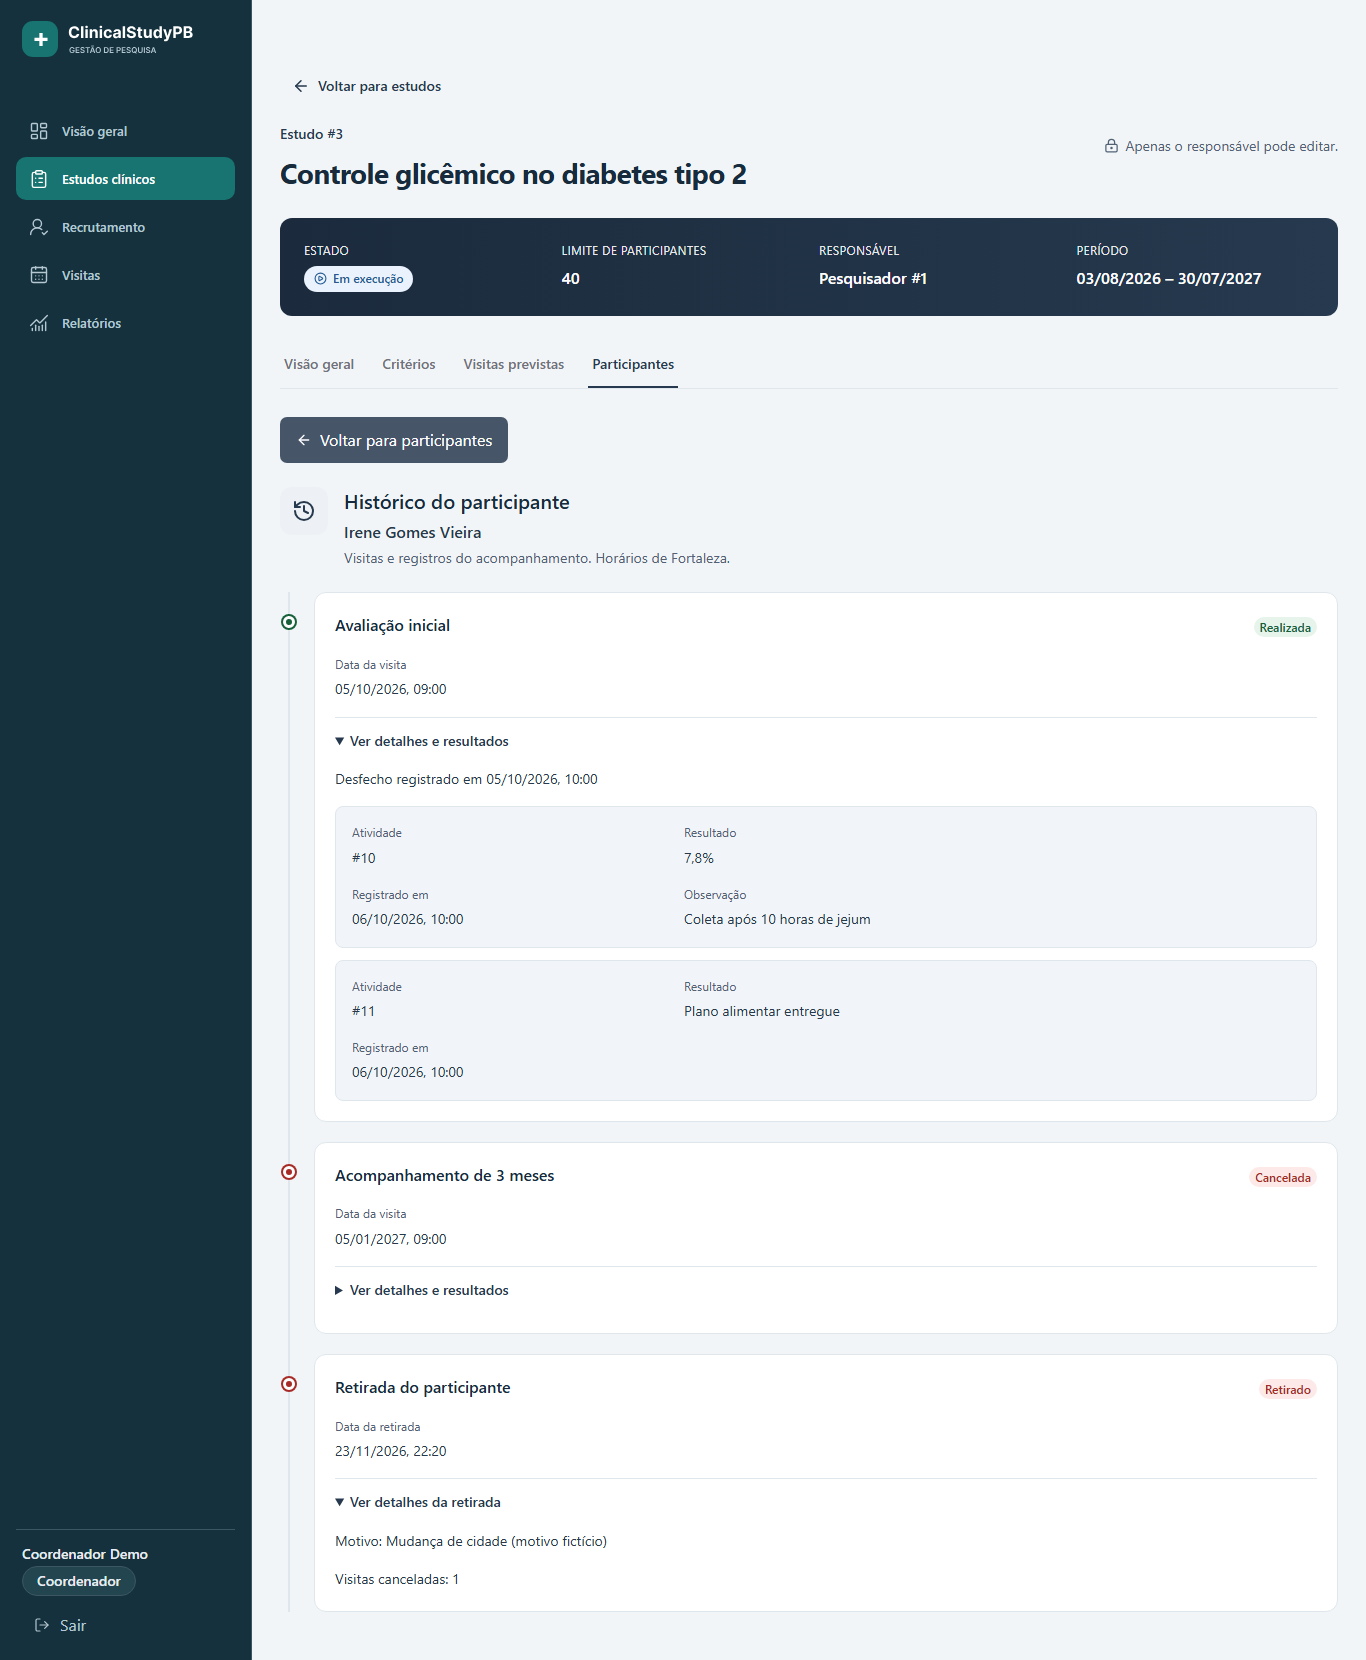 ClinicalStudyPB
GESTÃO DE PESQUISA
Visão geral
Estudos clínicos
Recrutamento
Visitas
Relatórios
Coordenador Demo
Coordenador
Sair
Voltar para estudos
Estudo #3
Controle glicêmico no diabetes tipo 2
Apenas o responsável pode editar.
ESTADO
Em execução
LIMITE DE PARTICIPANTES
40
RESPONSÁVEL
Pesquisador #1
PERÍODO
03/08/2026 – 30/07/2027
Visão geral
Critérios
Visitas previstas
Participantes
Voltar para participantes
Histórico do participante
Irene Gomes Vieira
Visitas e registros do acompanhamento. Horários de Fortaleza.
Avaliação inicial
Realizada
Data da visita
05/10/2026, 09:00
Ver detalhes e resultados
Desfecho registrado em 05/10/2026, 10:00
Atividade
#10
Resultado
7,8%
Registrado em
06/10/2026, 10:00
Observação
Coleta após 10 horas de jejum
Atividade
#11
Resultado
Plano alimentar entregue
Registrado em
06/10/2026, 10:00
Acompanhamento de 3 meses
Cancelada
Data da visita
05/01/2027, 09:00
Ver detalhes e resultados
Retirada do participante
Retirado
Data da retirada
23/11/2026, 22:20
Ver detalhes da retirada
Motivo: Mudança de cidade (motivo fictício)
Visitas canceladas: 1